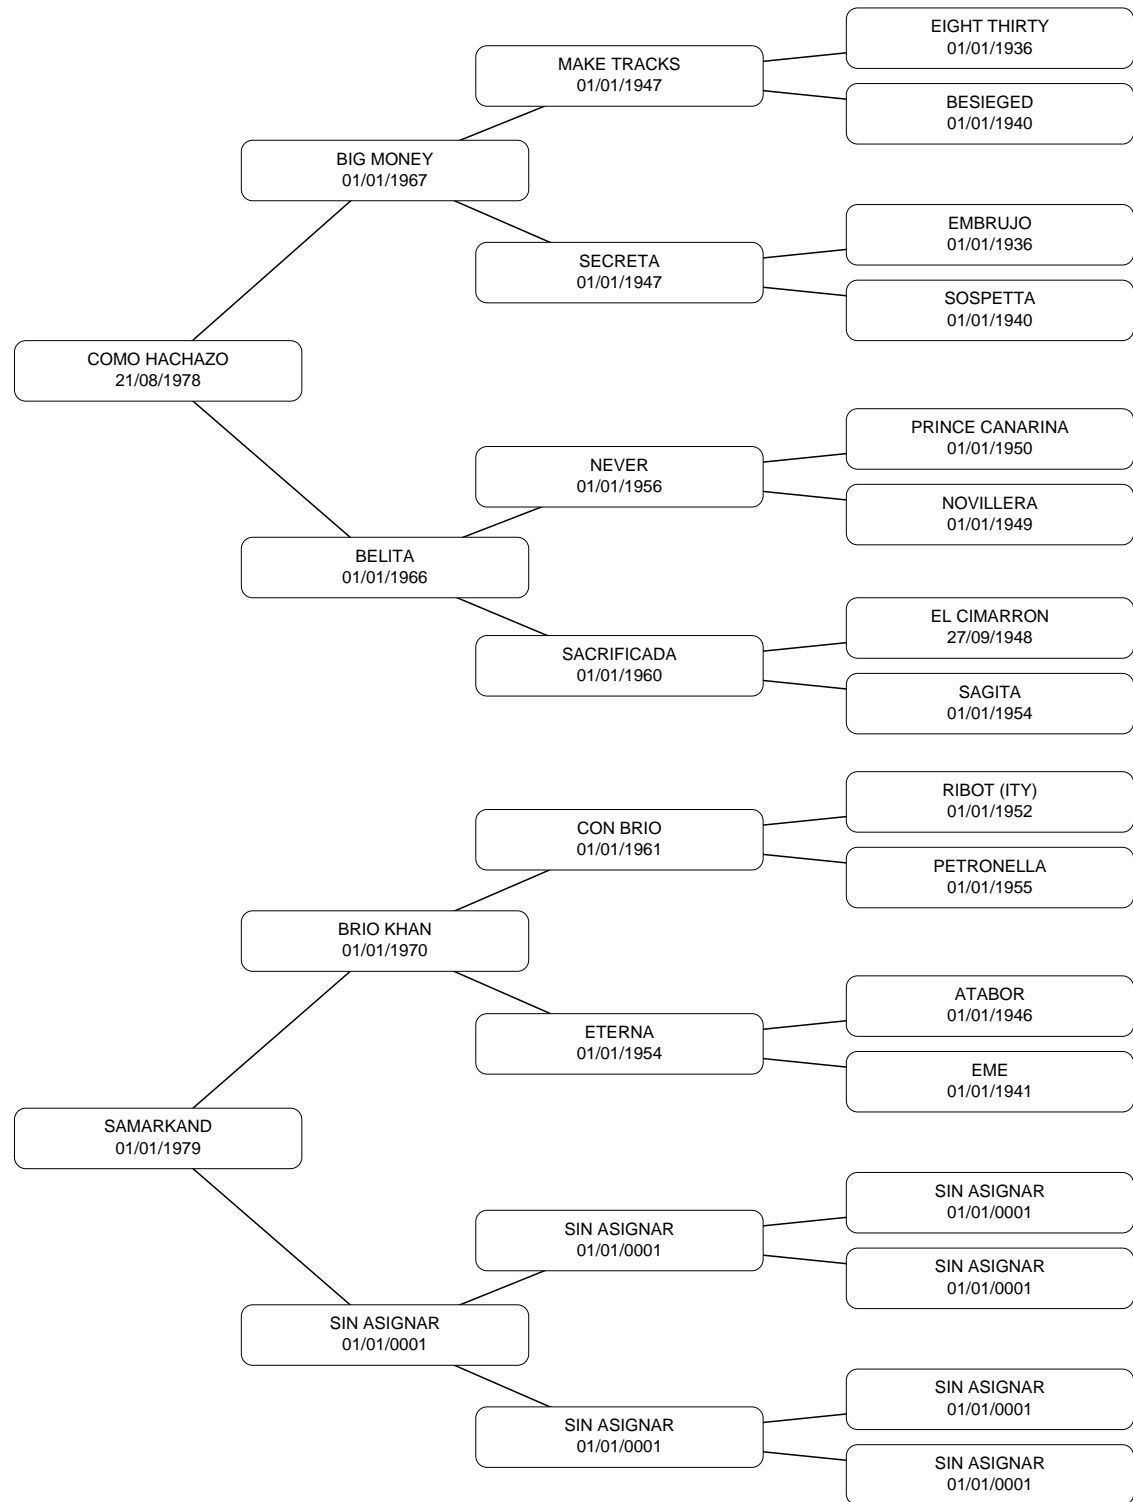 EIGHT THIRTY
01/01/1936
MAKE TRACKS
01/01/1947
BESIEGED
01/01/1940
BIG MONEY
01/01/1967
EMBRUJO
01/01/1936
SECRETA
01/01/1947
SOSPETTA
01/01/1940
COMO HACHAZO
21/08/1978
PRINCE CANARINA
01/01/1950
NEVER
01/01/1956
NOVILLERA
01/01/1949
BELITA
01/01/1966
EL CIMARRON
27/09/1948
SACRIFICADA
01/01/1960
SAGITA
01/01/1954
RIBOT (ITY)
01/01/1952
CON BRIO
01/01/1961
PETRONELLA
01/01/1955
BRIO KHAN
01/01/1970
ATABOR
01/01/1946
ETERNA
01/01/1954
EME
01/01/1941
SAMARKAND
01/01/1979
SIN ASIGNAR
01/01/0001
SIN ASIGNAR
01/01/0001
SIN ASIGNAR
01/01/0001
SIN ASIGNAR
01/01/0001
SIN ASIGNAR
01/01/0001
SIN ASIGNAR
01/01/0001
SIN ASIGNAR
01/01/0001